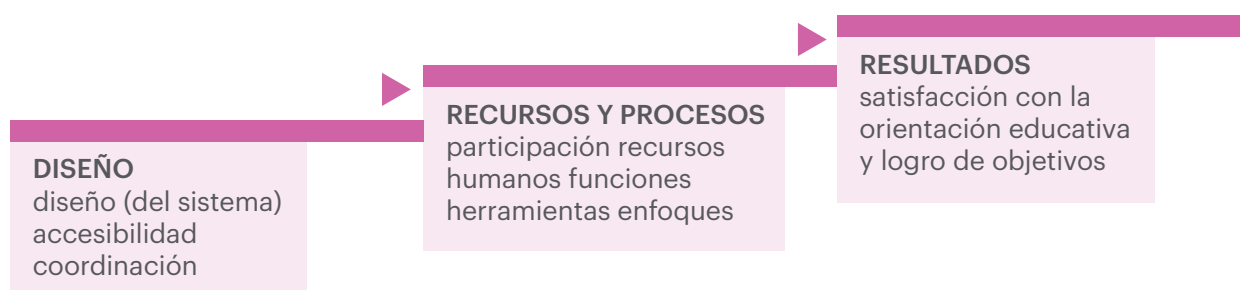 DISEÑO
diseño (del sistema)
accesibilidad
coordinación
RECURSOS Y PROCESOS
participación recursos
humanos funciones
herramientas enfoques
RESULTADOS
satisfacción con la
orientación educativa
y logro de objetivos